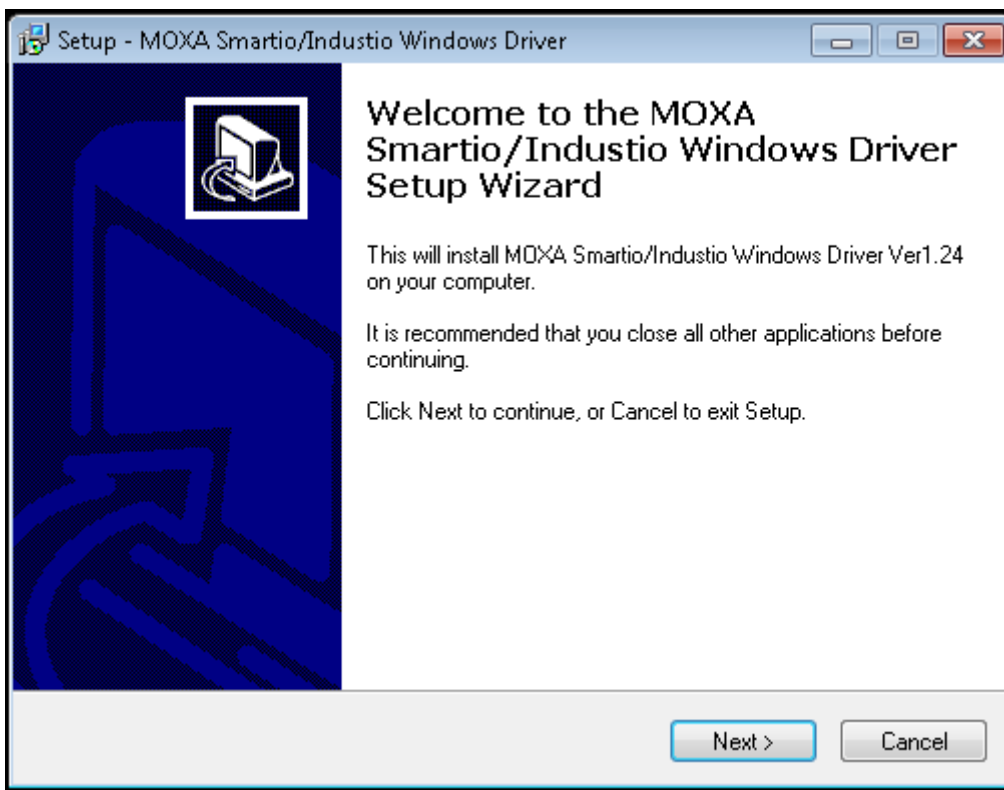 Setup - MOXA Smartio/Industio Windows Driver
Welcome to the MOXA
Smartio/Industio Windows Driver
Setup Wizard
This will install MOXA Smartio/Industio Windows Driver Ver1.24
on your computer.
It is recommended that you close all other applications before
continuing.
Click Next to continue, or Cancel to exit Setup.
Next >
Cancel